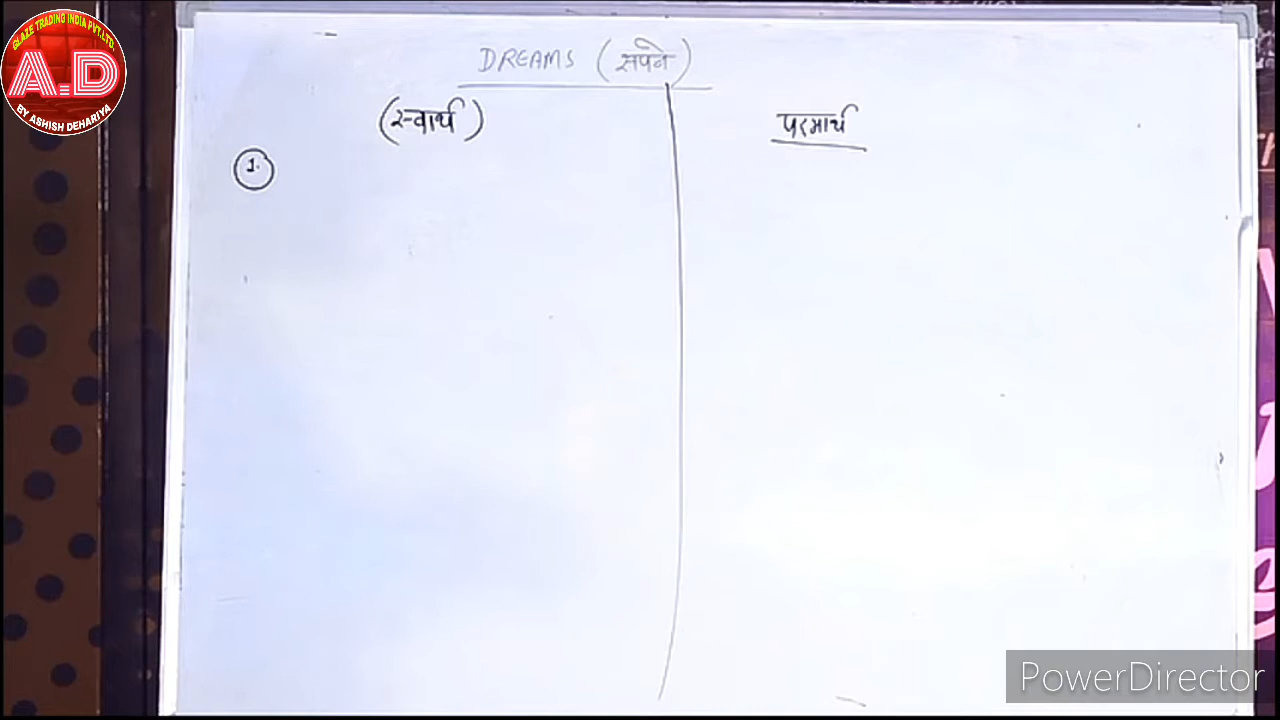 GLAZE TRADING INDIA PVT.LTD.
A.D
BY ASHISH DEHARIYA
DREAMS (सपने)
(स्वार्थ)
परमार्थ
1.
PowerDirector